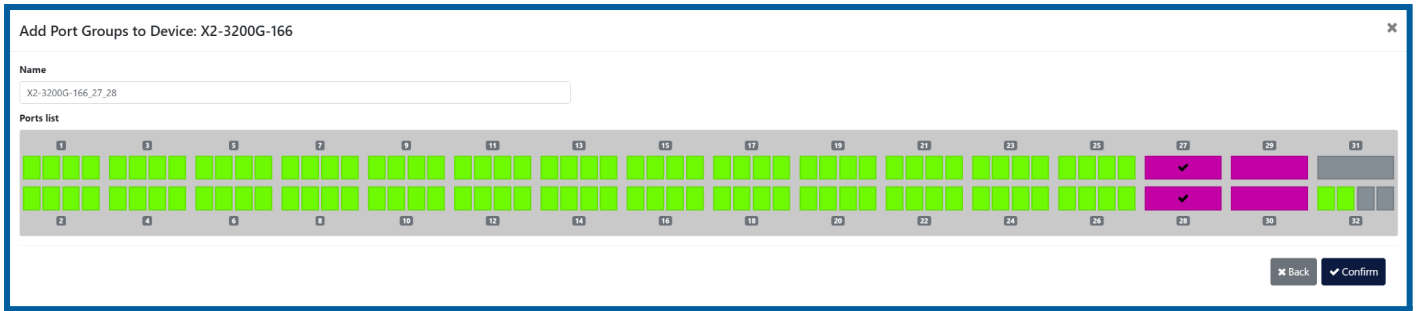 Add Port Groups to Device: X2-3200G-166
Name
X2-3200G-166_27_28
Ports list
1 3 5 7 9 11 13 15 17 19 21 23 25 27 29 31
2 4 6 8 10 12 14 16 18 20 22 24 26 28 30 32
Back Confirm